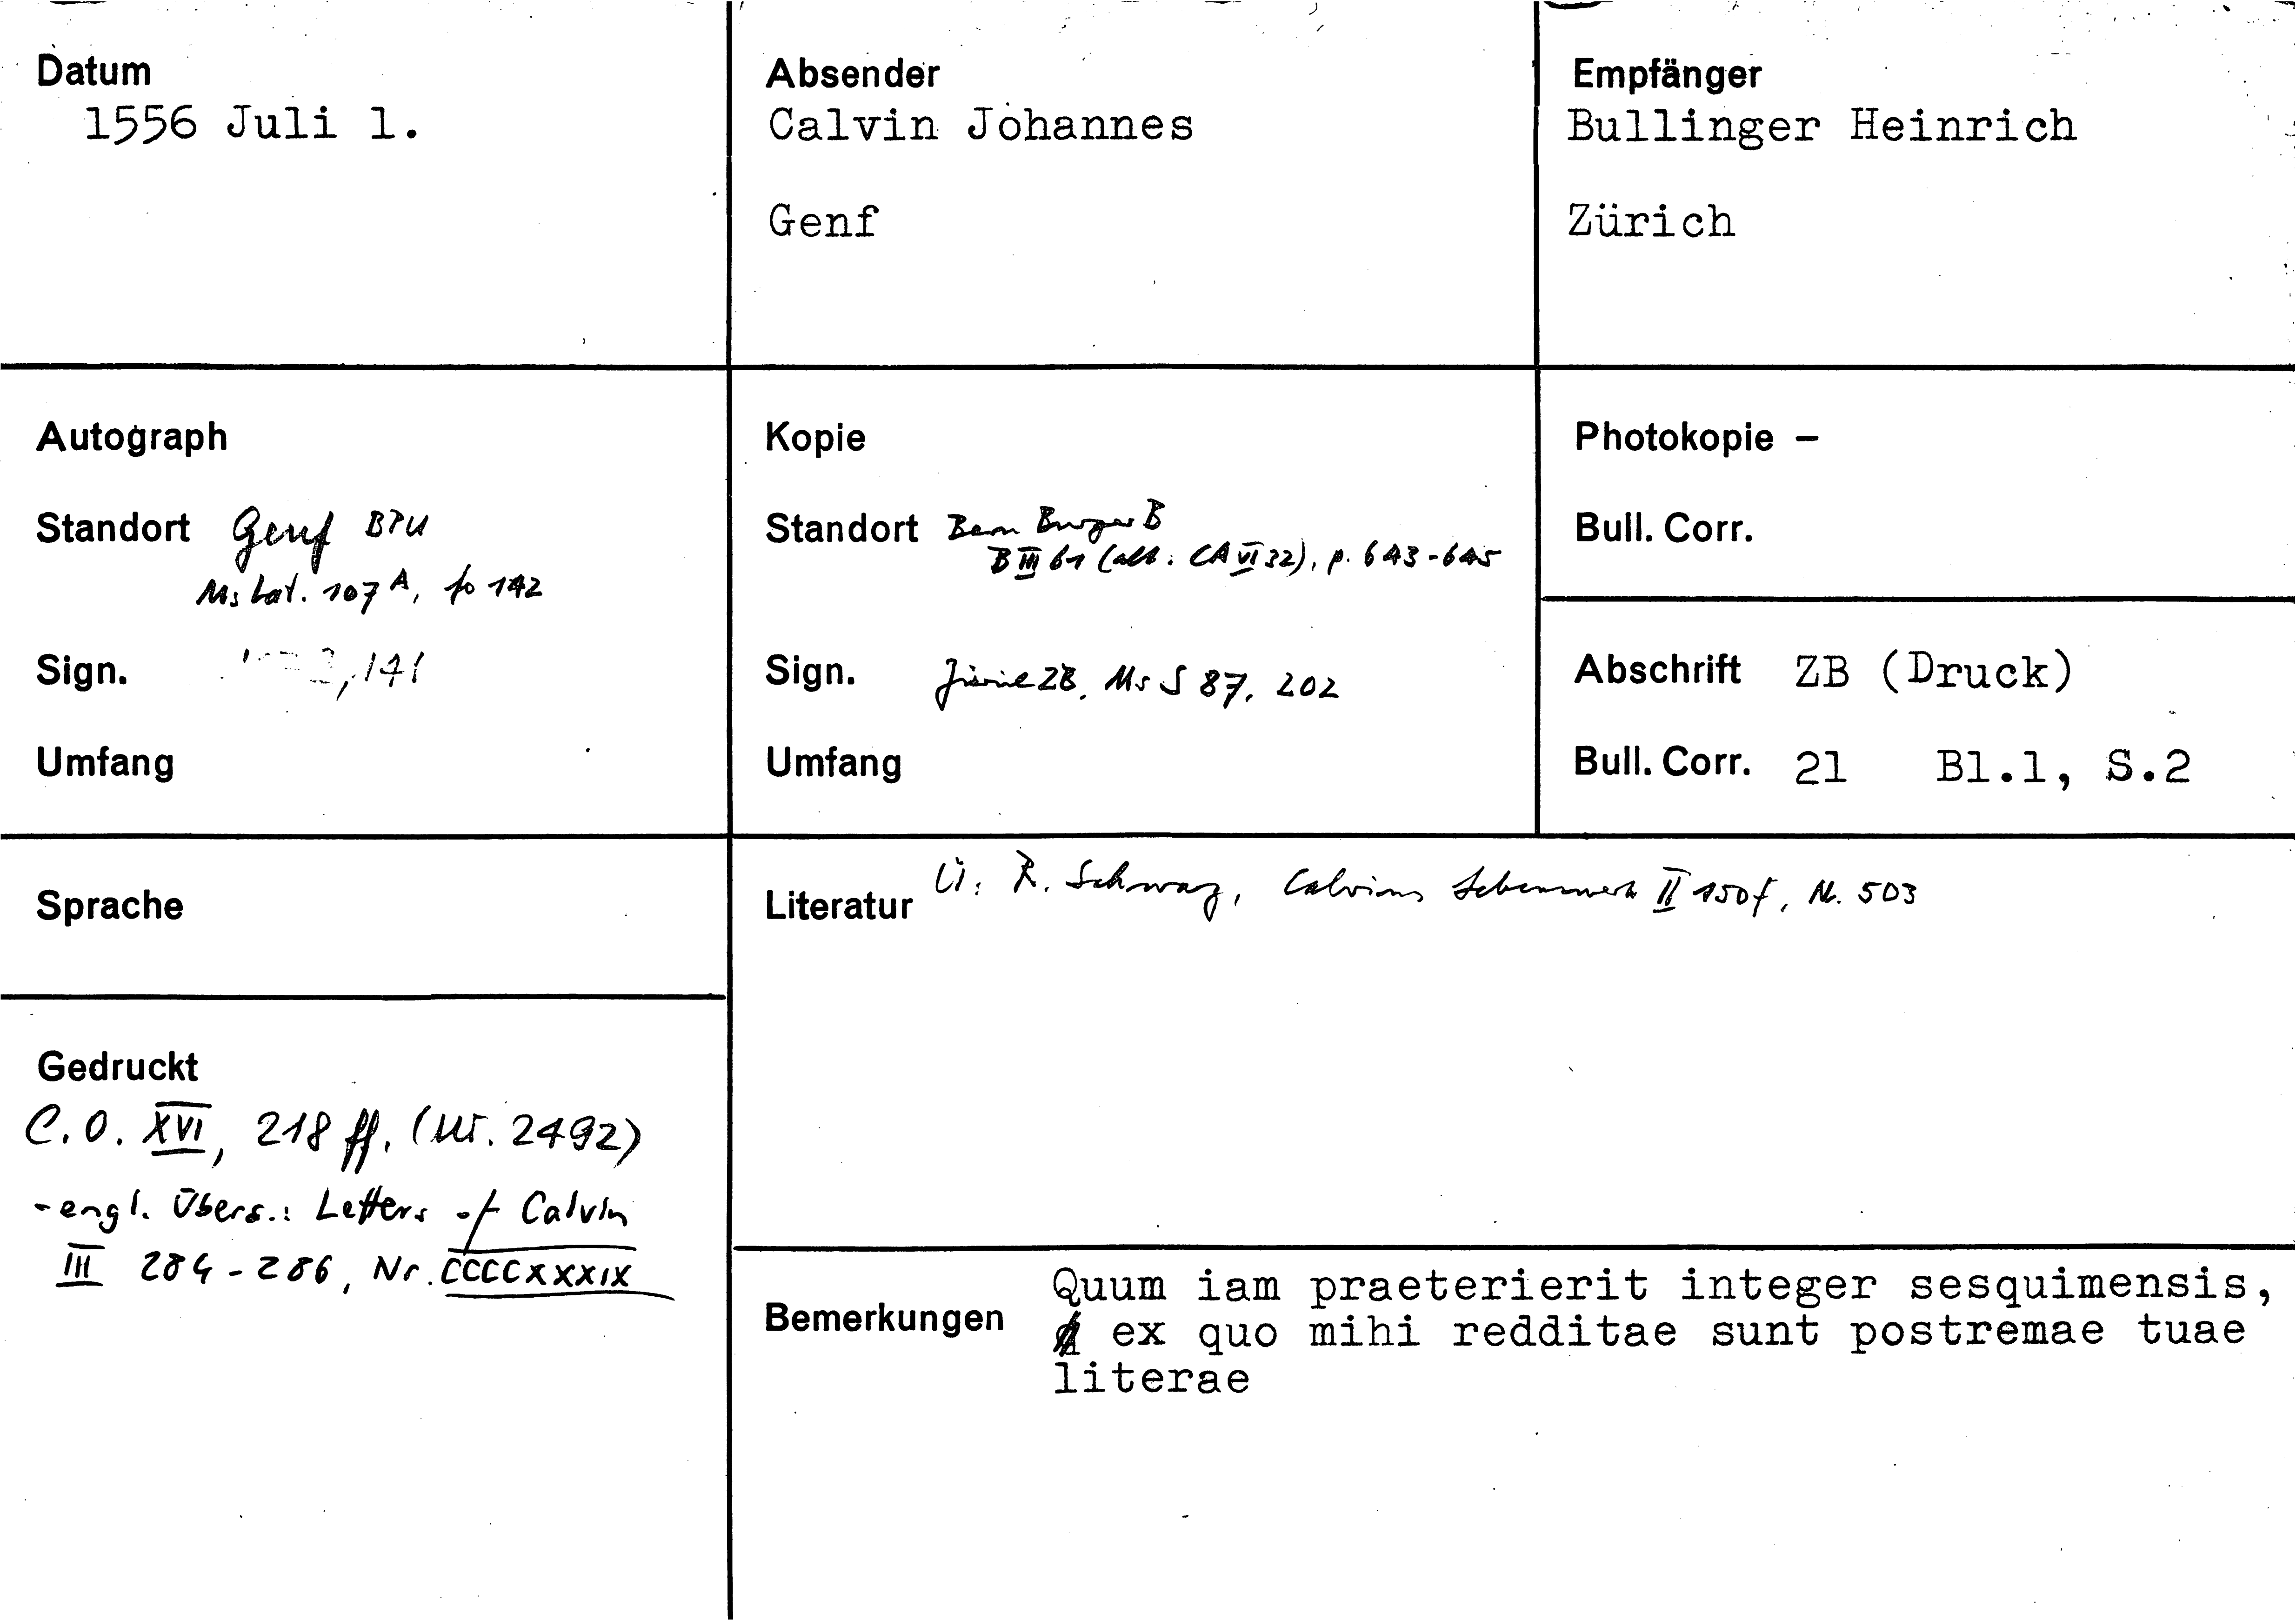 Datum
1556 Juli 1.
Absender
Calvin Johannes
Genf
Empfänger
Bullinger Heinrich
Zürich
Autograph
Standort Genf BPU
Ms Lat. 107 A, fo 142
Sign. 141
Umfang
Kopie
Standort Bern Burger B
B III 61 (alt: CA VI 32), p. 643-645
Sign. Zürich ZB, Ms S 87, 202
Umfang
Photokopie –
Bull. Corr.
Abschrift ZB (Druck)
Bull. Corr. 21 Bl.1, S.2
Sprache
Literatur Ü: R. Schwarz, Calvins Lebenswerk II 150f, Nr. 503
Gedruckt
C.O. XVI, 218 ff. (Nr. 2492)
- engl. Übers.: Letters of Calvin
III 284-286, Nr. CCCCXXXIX
Bemerkungen
Quum iam praeterierit integer sesquimensis,
ex quo mihi redditae sunt postremae tuae
literae